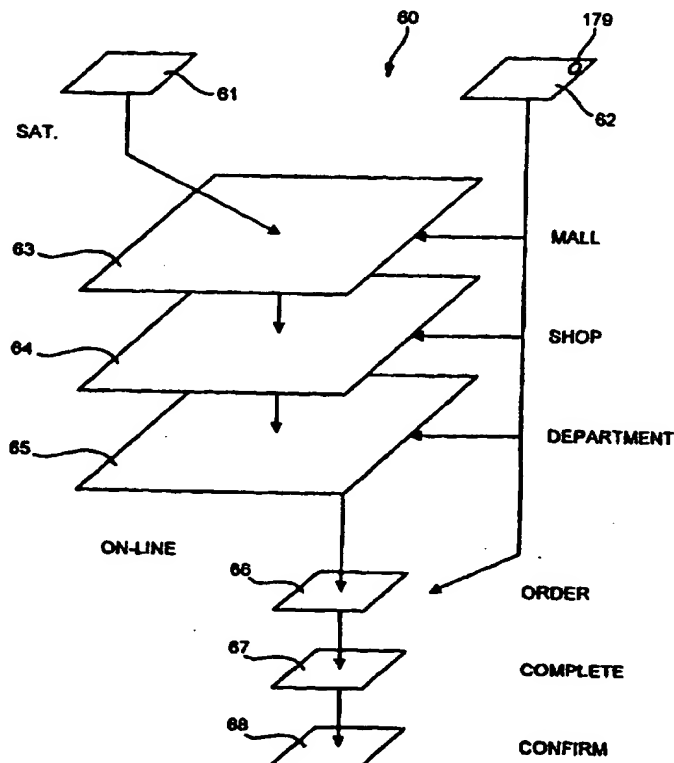 60
179
61
62
SAT.
63
MALL
64
SHOP
65
DEPARTMENT
ON-LINE
66
ORDER
67
COMPLETE
68
CONFIRM